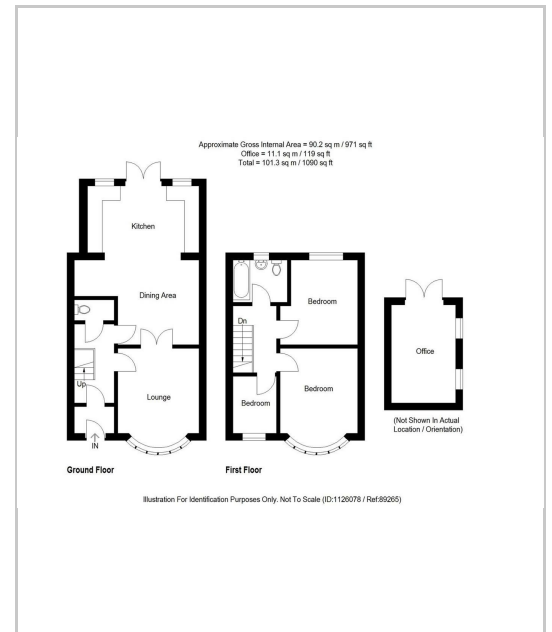 Approximate Gross Internal Area = 90.2 sq m / 971 sq ft
Office = 11.1 sq m / 119 sq ft
Total = 101.3 sq m / 1090 sq ft
Kitchen
Dining Area
Up
Lounge
IN
Ground Floor
Bedroom
Dn
Bedroom
Bedroom
First Floor
Office
(Not Shown In Actual
Location / Orientation)
Illustration For Identification Purposes Only. Not To Scale (ID:1126078 / Ref:89265)